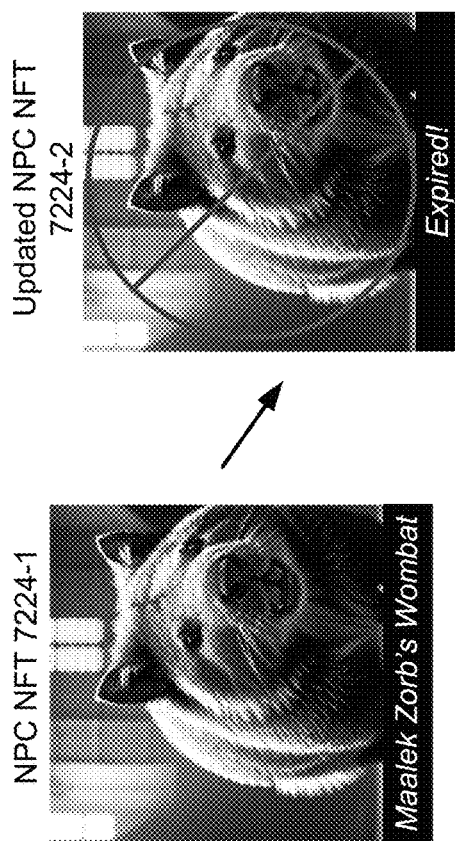 NPC NFT 7224-1
Maalek Zorb's Wombat
Updated NPC NFT
7224-2
Expired!